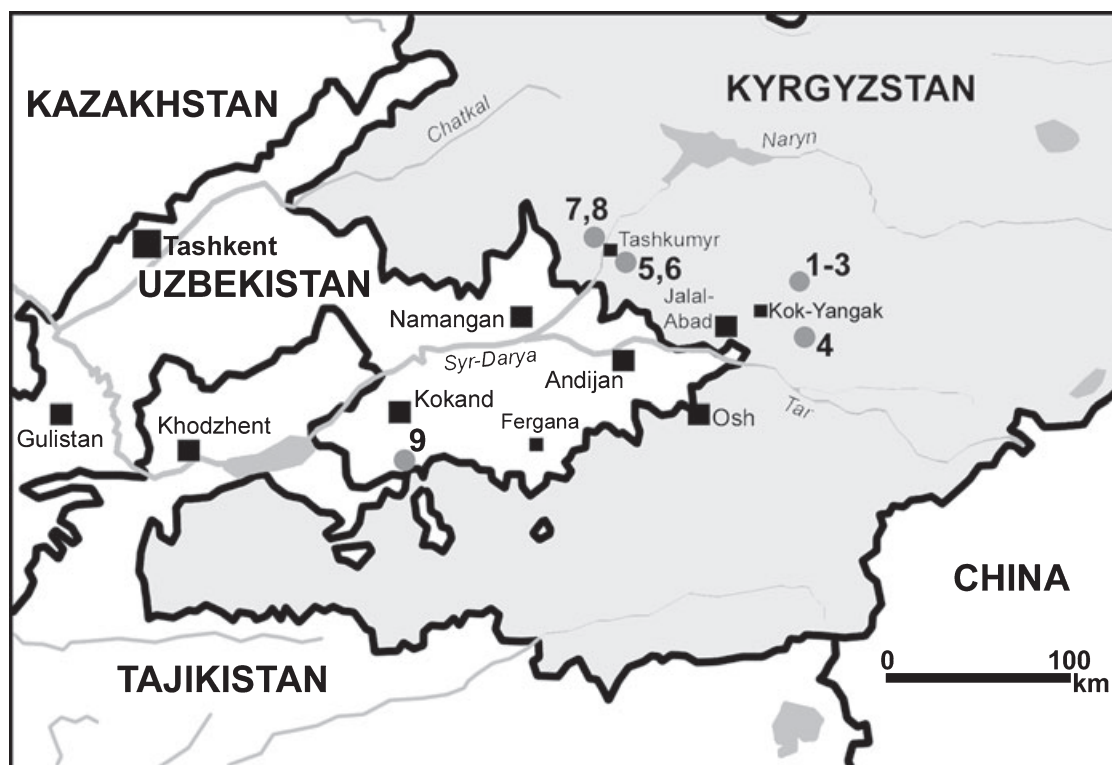 KAZAKHSTAN
KYRGYZSTAN
Chatkal
Naryn
7,8
Tashkumyr
Tashkent
5,6
1-3
UZBEKISTAN
Jalal-
Abad
Kok-Yangak
Namangan
4
Syr-Darya
Andijan
Kokand
Tar
Khodzhent
Fergana
Osh
Gulistan
9
CHINA
TAJIKISTAN
0 100
km